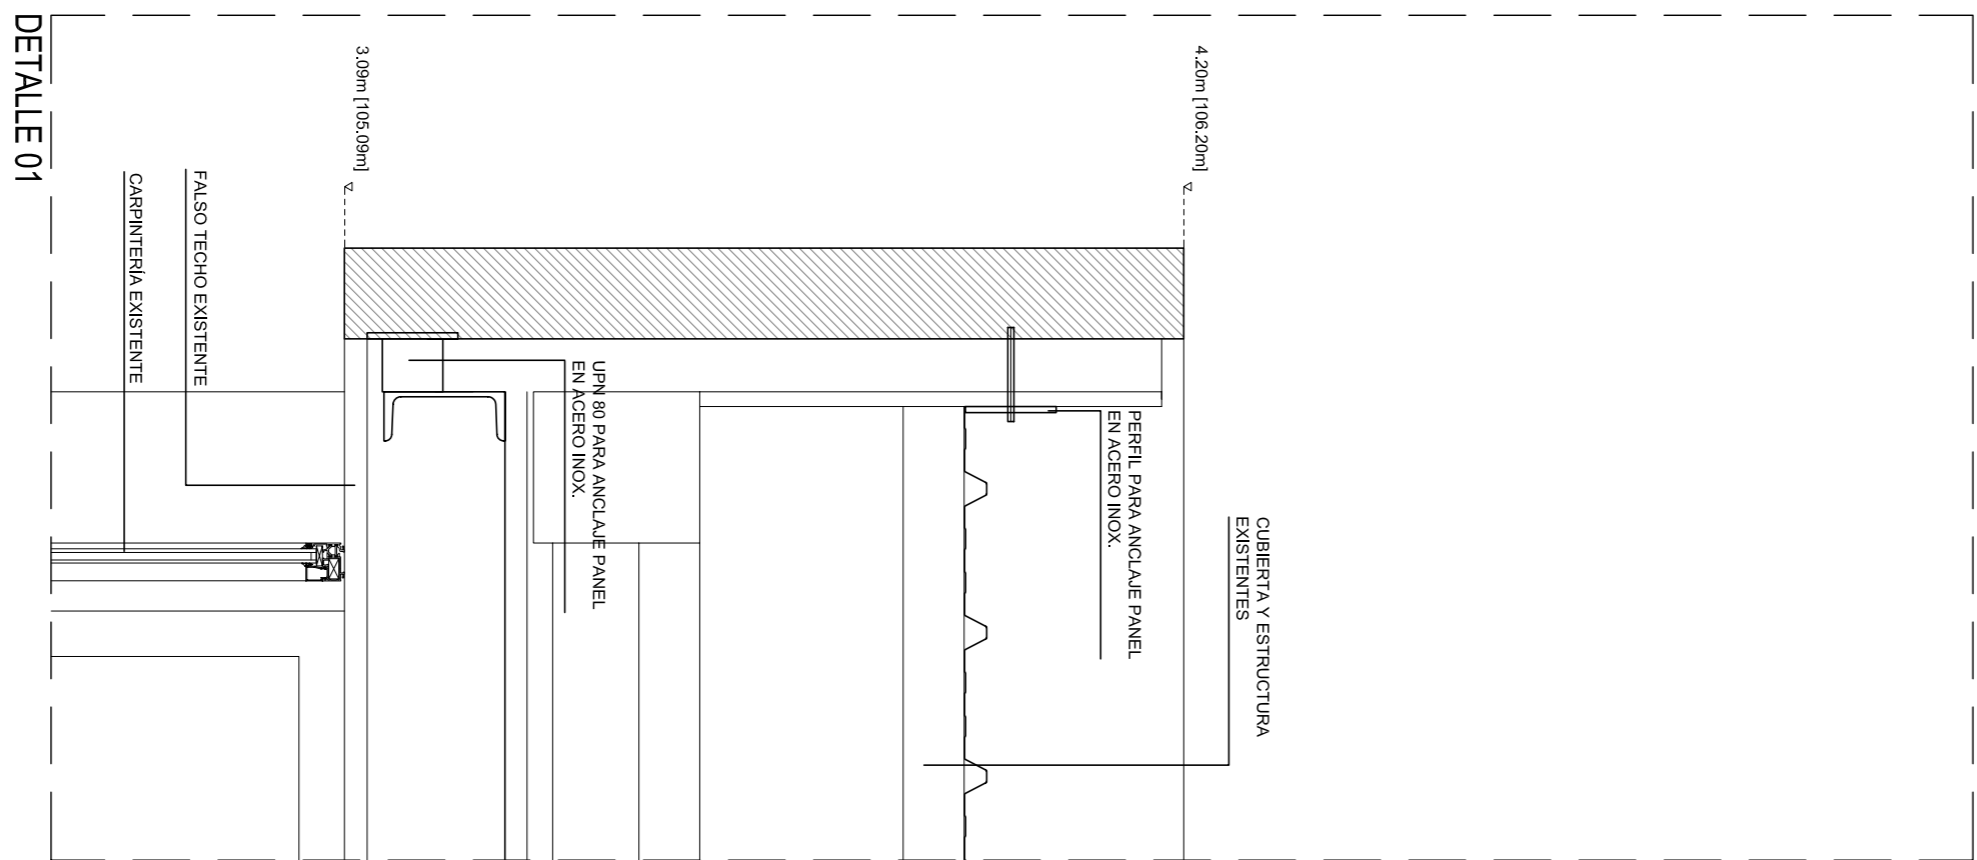 4.20m [106.20m]
CUBIERTA Y ESTRUCTURA
EXISTENTES
PERFIL PARA ANCLAJE PANEL
EN ACERO INOX.
UPN 80 PARA ANCLAJE PANEL
EN ACERO INOX.
3.09m [105.09m]
FALSO TECHO EXISTENTE
CARPINTERÍA EXISTENTE
DETALLE 01